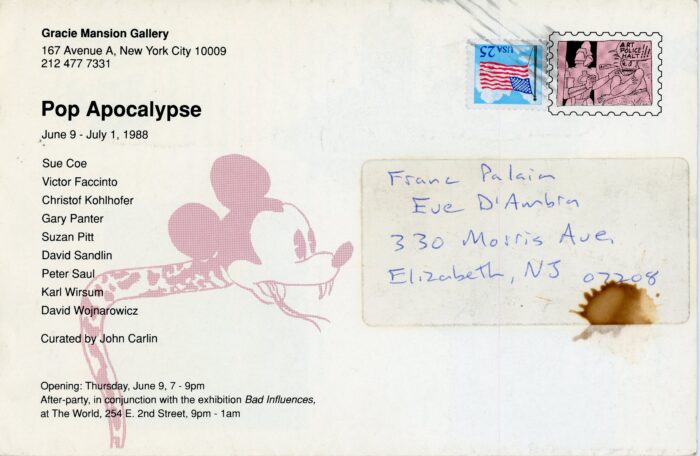 Gracie Mansion Gallery
167 Avenue A, New York City 10009
212 477 7331
Pop Apocalypse
June 9 - July 1, 1988
Sue Coe
Victor Faccinto
Christof Kohlhofer
Gary Panter
Suzan Pitt
David Sandlin
Peter Saul
Karl Wirsum
David Wojnarowicz
Curated by John Carlin
Opening: Thursday, June 9, 7 - 9pm
After-party, in conjunction with the exhibition Bad Influences,
at The World, 254 E. 2nd Street, 9pm - 1am
USA 25
ART
POLICE!
HALT!!!
Franc Palaia
Eve D'Ambra
330 Morris Ave.
Elizabeth, NJ 07208